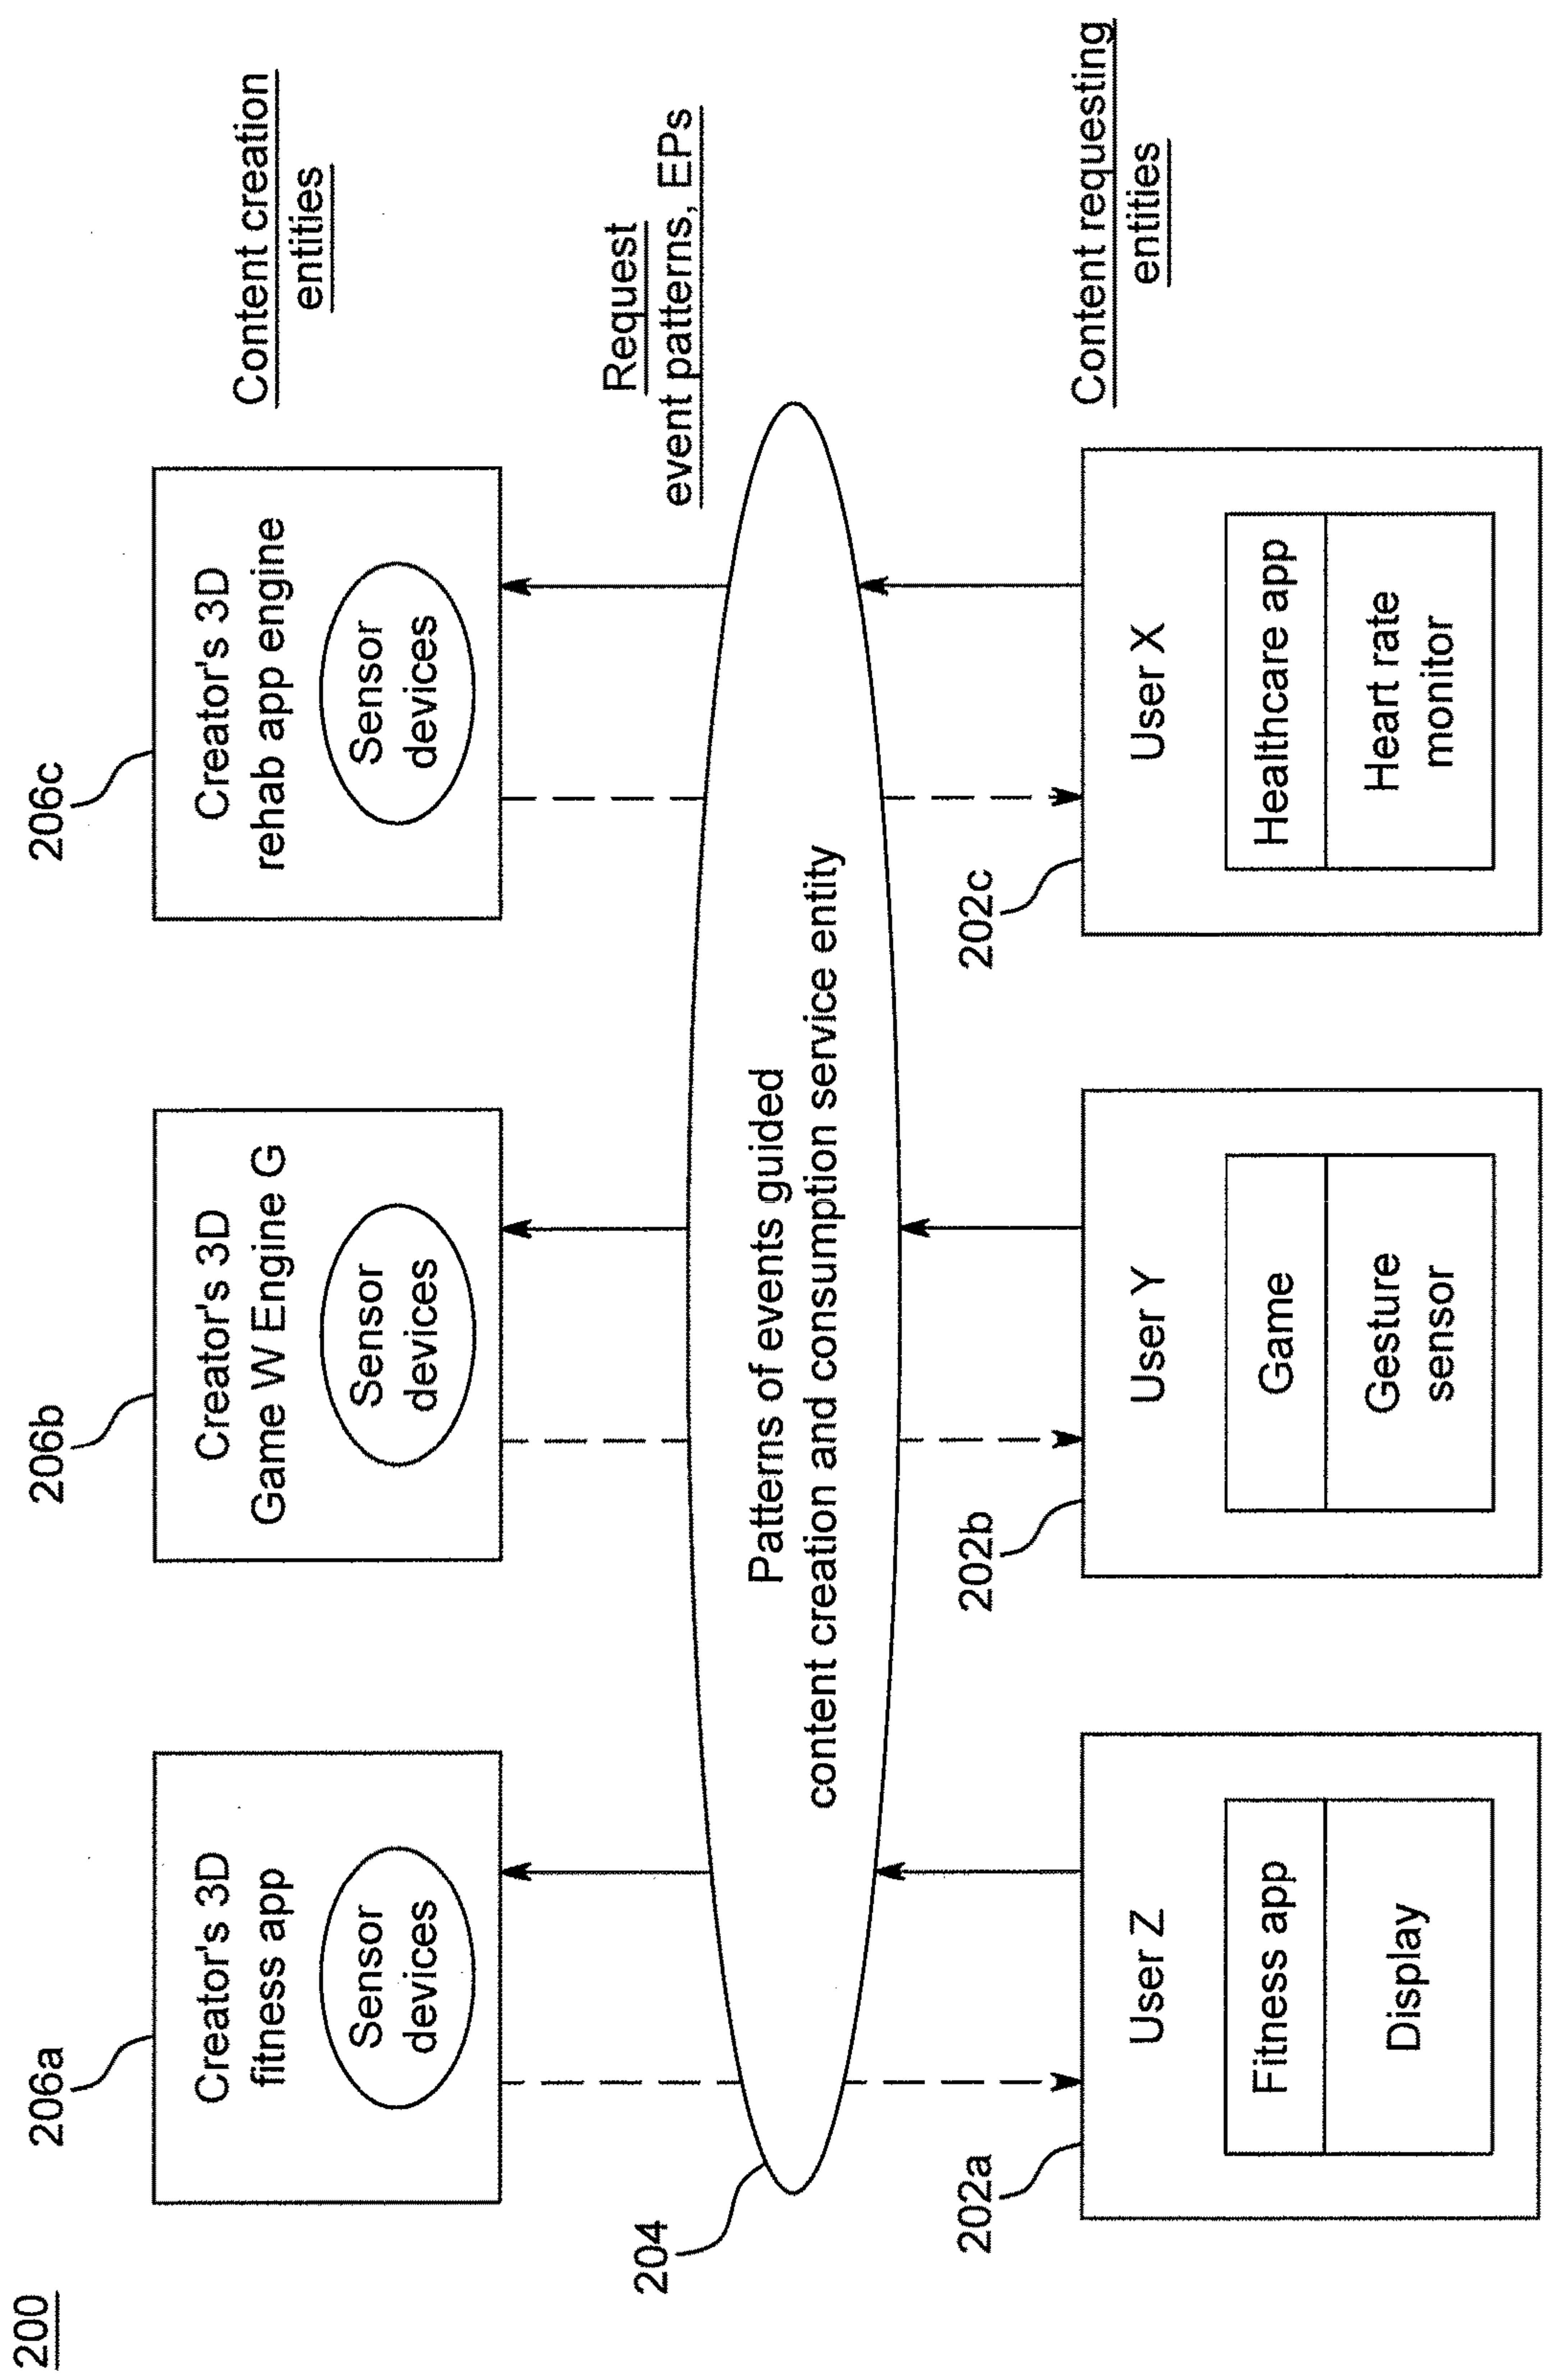 200
206a
206b
206c
Creator's 3D
fitness app
Sensor
devices
Creator's 3D
Game W Engine G
Sensor
devices
Creator's 3D
rehab app engine
Sensor
devices
Content creation
entities
Request
event patterns, EPs
204
Patterns of events guided
content creation and consumption service entity
202a
202b
202c
User Z
Fitness app
Display
User Y
Game
Gesture
sensor
User X
Healthcare app
Heart rate
monitor
Content requesting
entities